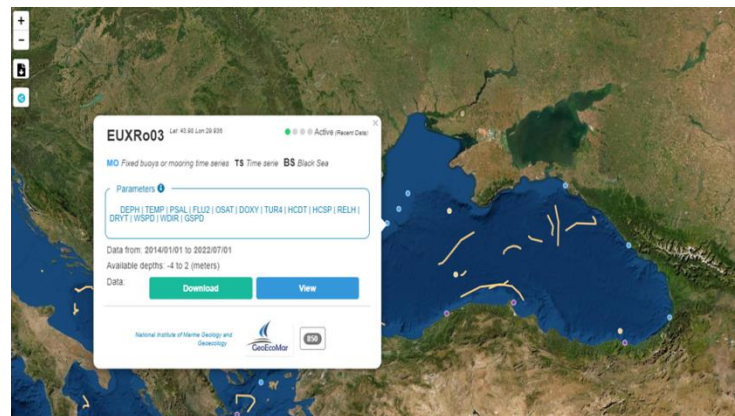 +
−
EUXRo03 Lat: 43.98 Lon:29.935 Active (Recent Data)
MO Fixed buoys or mooring time series TS Time serie BS Black Sea
Parameters
DEPH | TEMP | PSAL | FLU2 | OSAT | DOXY | TUR4 | HCDT | HCSP | RELH |
DRYT | WSPD | WDIR | GSPD
Data from: 2014/01/01 to 2022/07/01
Available depths: -4 to 2 (meters)
Data: Download View
National Institute of Marine Geology and
Geoecology
GeoEcoMar
850